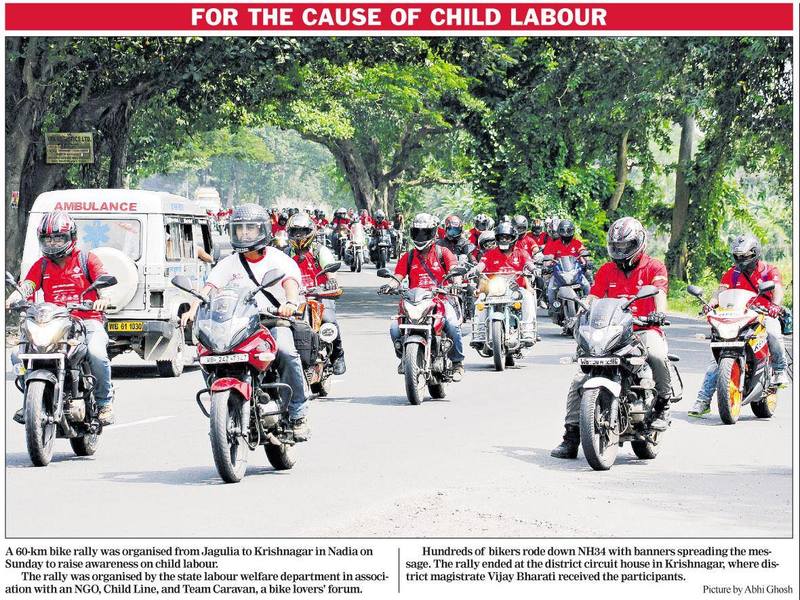 FOR THE CAUSE OF CHILD LABOUR
LTD.
AMBULANCE
A 60-km bike rally was organised from Jagulia to Krishnagar in Nadia on
Sunday to raise awareness on child labour.
The rally was organised by the state labour welfare department in associ-
ation with an NGO, Child Line, and Team Caravan, a bike lovers' forum.
Hundreds of bikers rode down NH34 with banners spreading the mes-
sage. The rally ended at the district circuit house in Krishnagar, where dis-
trict magistrate Vijay Bharati received the participants.
Picture by Abhi Ghosh